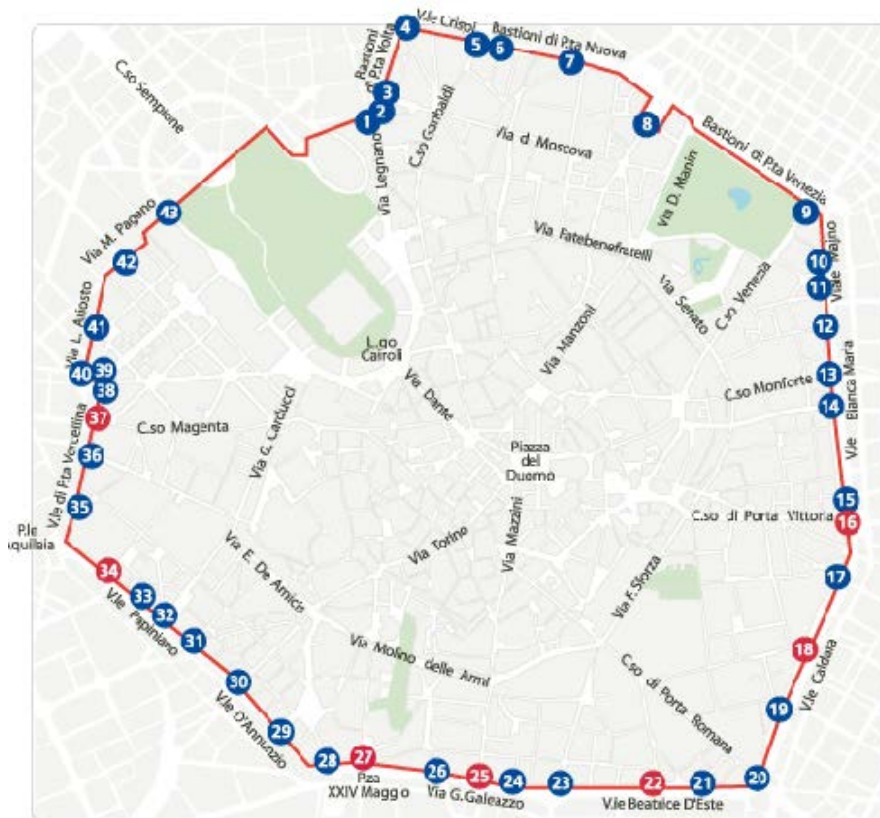 4
V.le Crispi
5
6
Bastioni di P.ta Nuova
7
Bastioni
di P.ta Volta
3
2
1
8
C.so Sempione
Via Legnano
C.so Garbaldi
Via d Moscova
Bastioni di P.ta Venezia
Via D. Manin
9
43
Via M. Pagano
42
Via Fatebenefratelli
Via Senato
C.so Venezia
10
11
Viale Majno
12
41
Via L. Ariosto
40
39
38
37
L.go
Cairoli
Via Manzoni
Via Dante
13
C.so Monforte
14
V.le Bianca Maria
C.so Magenta
Via G. Carducci
36
35
V.le di P.ta Vercellina
Piazza
del
Duomo
15
C.so di Porta Vittoria
16
P.le
Via Torino
Via Mazzini
34
33
32
31
V.le Papiniano
Via E. De Amicis
Via F. Sforza
17
18
V.le Caldara
30
Via Molino delle Armi
C.so di Porta Romana
19
V.le D'Annunzio
29
28
27
P.za
XXIV Maggio
26
Via G.Galeazzo
25
24
23
22
V.le Beatrice D'Este
21
20